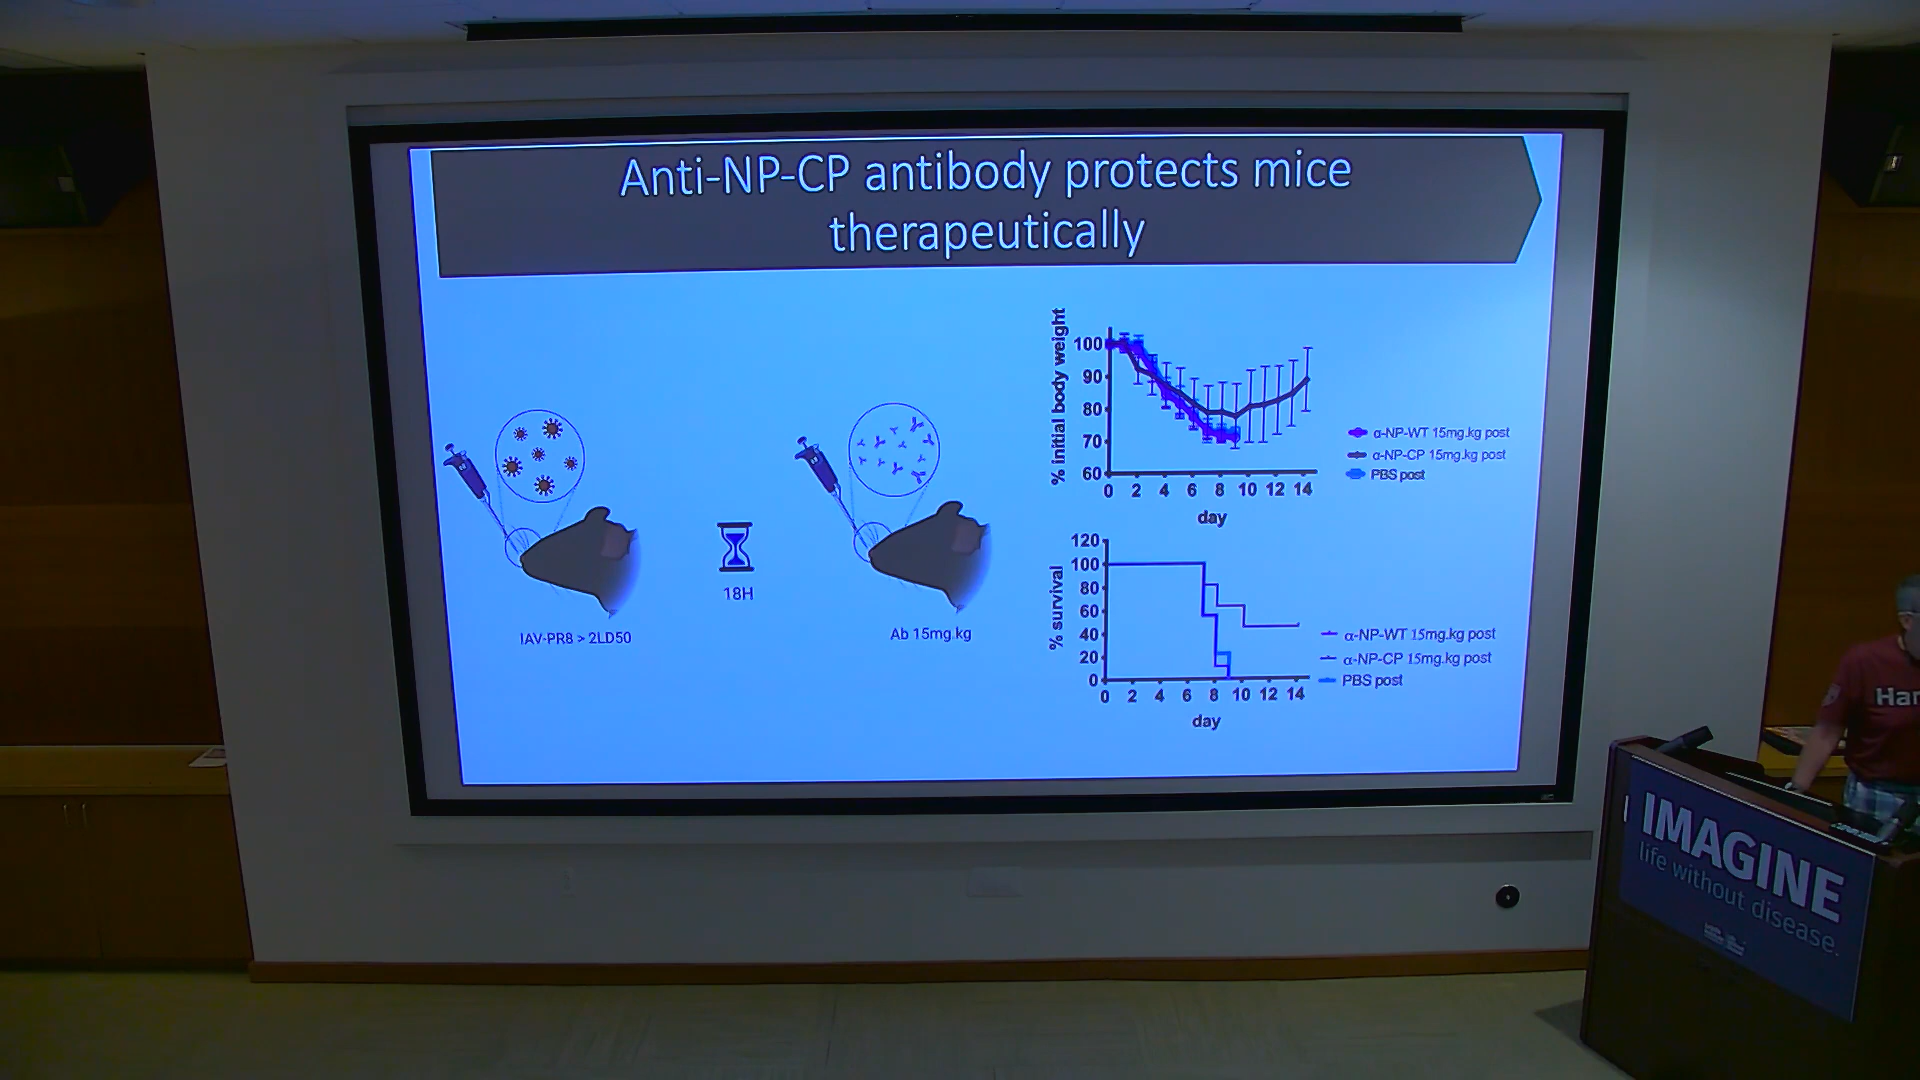 Anti-NP-CP antibody protects mice
therapeutically
IAV-PR8 > 2LD50
18H
Ab 15mg.kg
% initial body weight
100
90
80
70
60
0 2 4 6 8 10 12 14
day
α-NP-WT 15mg.kg post
α-NP-CP 15mg.kg post
PBS post
% survival
120
100
80
60
40
20
0
0 2 4 6 8 10 12 14
day
α-NP-WT 15mg.kg post
α-NP-CP 15mg.kg post
PBS post
Har
IMAGINE
life without disease.